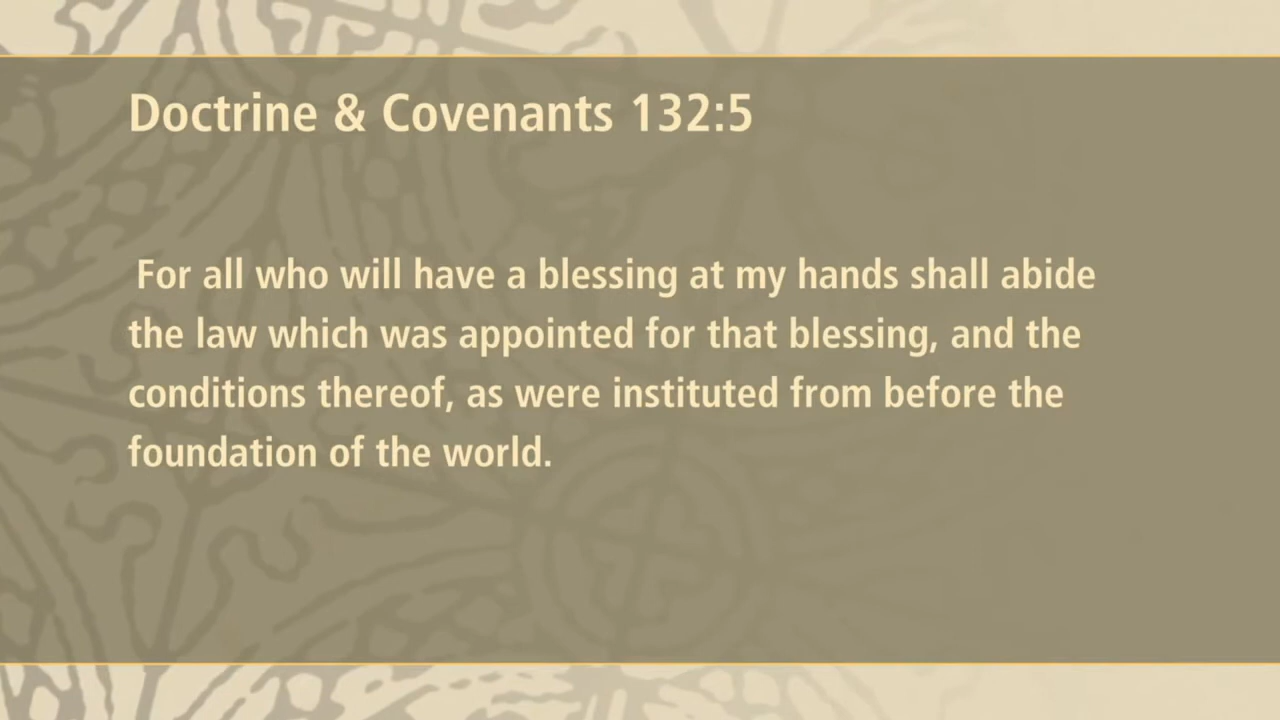 Doctrine & Covenants 132:5
For all who will have a blessing at my hands shall abide
the law which was appointed for that blessing, and the
conditions thereof, as were instituted from before the
foundation of the world.